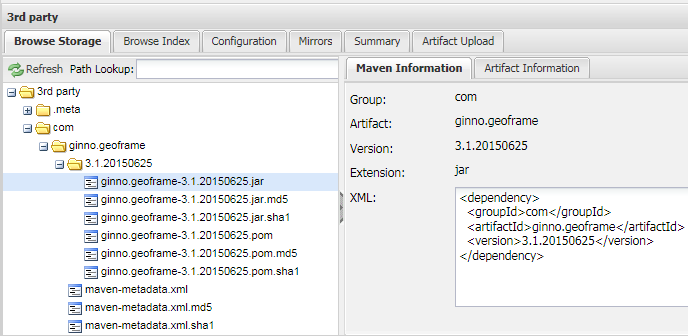 3rd party
Browse Storage Browse Index Configuration Mirrors Summary Artifact Upload
Refresh Path Lookup:
3rd party
.meta
com
ginno.geoframe
3.1.20150625
ginno.geoframe-3.1.20150625.jar
ginno.geoframe-3.1.20150625.jar.md5
ginno.geoframe-3.1.20150625.jar.sha1
ginno.geoframe-3.1.20150625.pom
ginno.geoframe-3.1.20150625.pom.md5
ginno.geoframe-3.1.20150625.pom.sha1
maven-metadata.xml
maven-metadata.xml.md5
maven-metadata.xml.sha1
Maven Information Artifact Information
Group: com
Artifact: ginno.geoframe
Version: 3.1.20150625
Extension: jar
XML:
<dependency>
<groupId>com</groupId>
<artifactId>ginno.geoframe</artifactId>
<version>3.1.20150625</version>
</dependency>